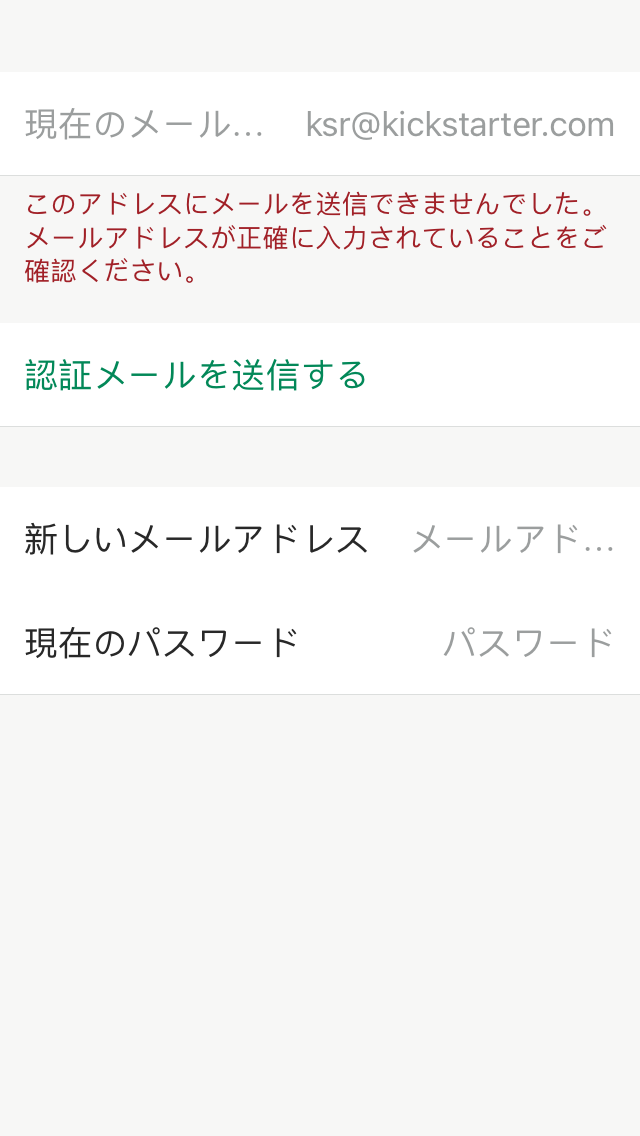 現在のメール… ksr@kickstarter.com
このアドレスにメールを送信できませんでした。
メールアドレスが正確に入力されていることをご
確認ください。
認証メールを送信する
新しいメールアドレス メールアド…
現在のパスワード パスワード